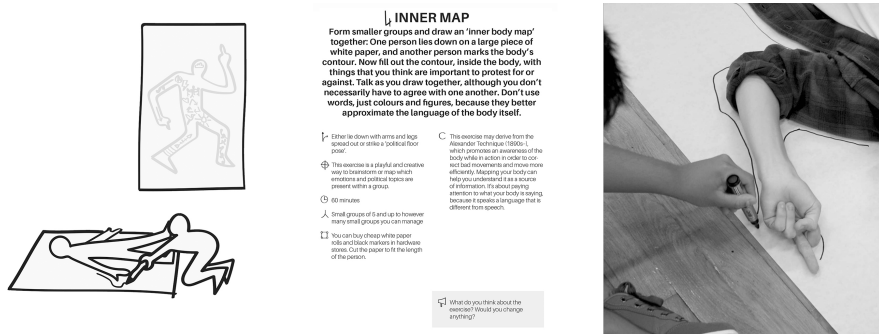 INNER MAP
Form smaller groups and draw an ‘inner body map’
together: One person lies down on a large piece of
white paper, and another person marks the body’s
contour. Now fill out the contour, inside the body, with
things that you think are important to protest for or
against. Talk as you draw together, although you don’t
necessarily have to agree with one another. Don’t use
words, just colours and figures, because they better
approximate the language of the body itself.
Either lie down with arms and legs
spread out or strike a ‘political floor
pose’.
This exercise is a playful and creative
way to brainstorm or map which
emotions and political topics are
present within a group.
60 minutes
Small groups of 5 and up to however
many small groups you can manage
You can buy cheap white paper
rolls and black markers in hardware
stores. Cut the paper to fit the length
of the person.
This exercise may derive from the
Alexander Technique (1890s-),
which promotes an awareness of the
body while in action in order to cor-
rect bad movements and move more
efficiently. Mapping your body can
help you understand it as a source
of information. It’s about paying
attention to what your body is saying,
because it speaks a language that is
different from speech.
What do you think about the
exercise? Would you change
anything?